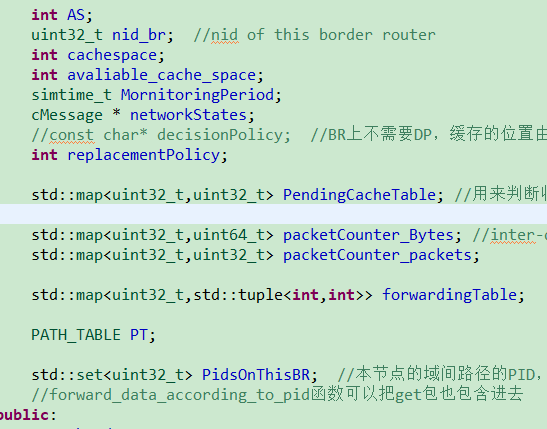 int AS;
uint32_t nid_br;  //nid of this border router
int cachespace;
int avaliable_cache_space;
simtime_t MornitoringPeriod;
cMessage * networkStates;
//const char* decisionPolicy;  //BR上不需要DP，缓存的位置由
int replacementPolicy;
std::map<uint32_t,uint32_t> PendingCacheTable; //用来判断收
std::map<uint32_t,uint64_t> packetCounter_Bytes; //inter-
std::map<uint32_t,uint32_t> packetCounter_packets;
std::map<uint32_t,std::tuple<int,int>> forwardingTable;
PATH_TABLE PT;
std::set<uint32_t> PidsOnThisBR;  //本节点的域间路径的PID，
//forward_data_according_to_pid函数可以把get包也包含进去
public: